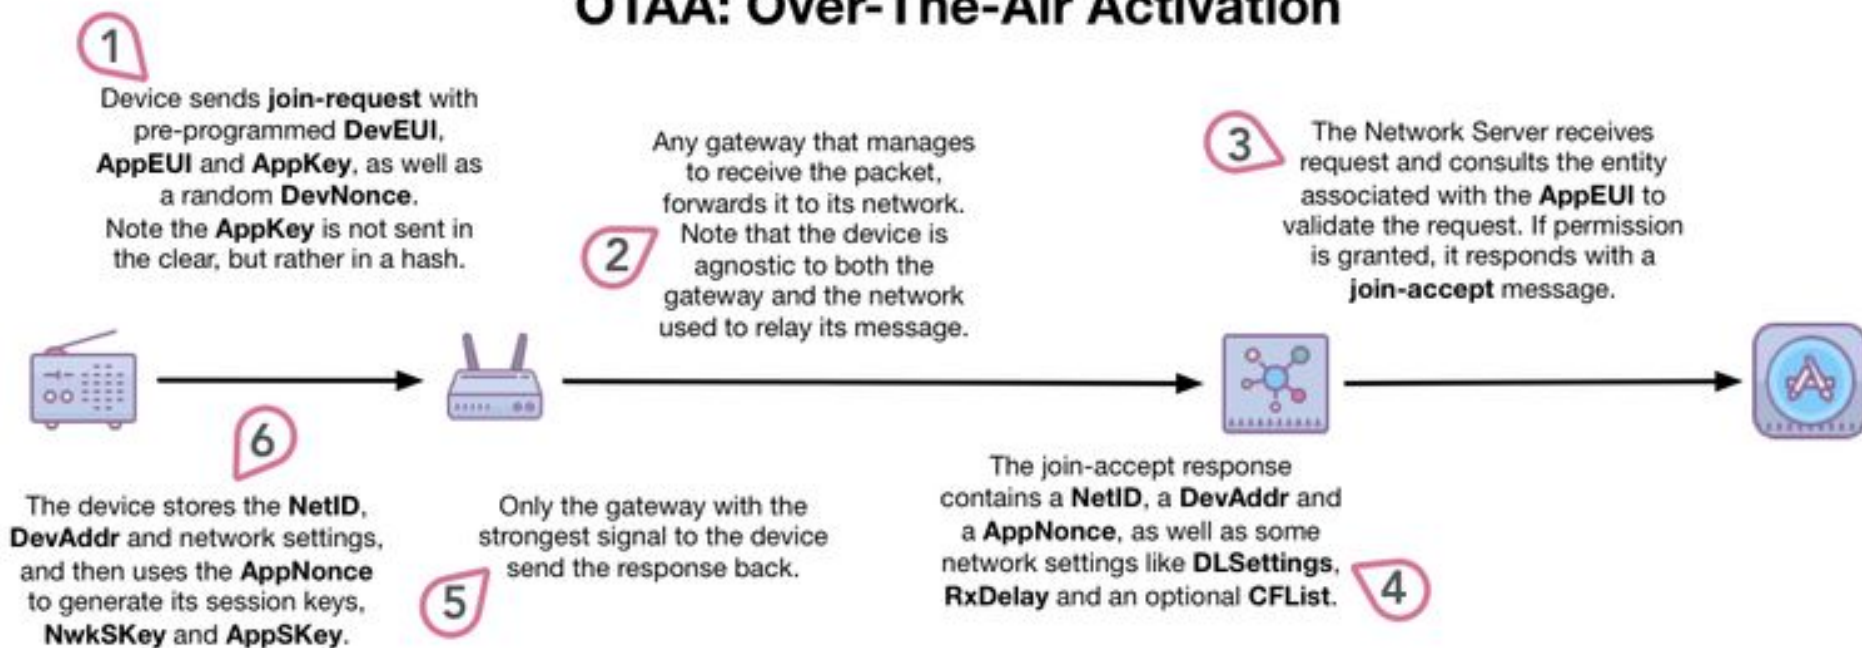 OTAA: Over-The-Air Activation
1
Device sends join-request with
pre-programmed DevEUI,
AppEUI and AppKey, as well as
a random DevNonce.
Note the AppKey is not sent in
the clear, but rather in a hash.
2
Any gateway that manages
to receive the packet,
forwards it to its network.
Note that the device is
agnostic to both the
gateway and the network
used to relay its message.
3
The Network Server receives
request and consults the entity
associated with the AppEUI to
validate the request. If permission
is granted, it responds with a
join-accept message.
The join-accept response
contains a NetID, a DevAddr and
a AppNonce, as well as some
network settings like DLSettings,
RxDelay and an optional CFList.
4
Only the gateway with the
strongest signal to the device
send the response back.
5
6
The device stores the NetID,
DevAddr and network settings,
and then uses the AppNonce
to generate its session keys,
NwkSKey and AppSKey.